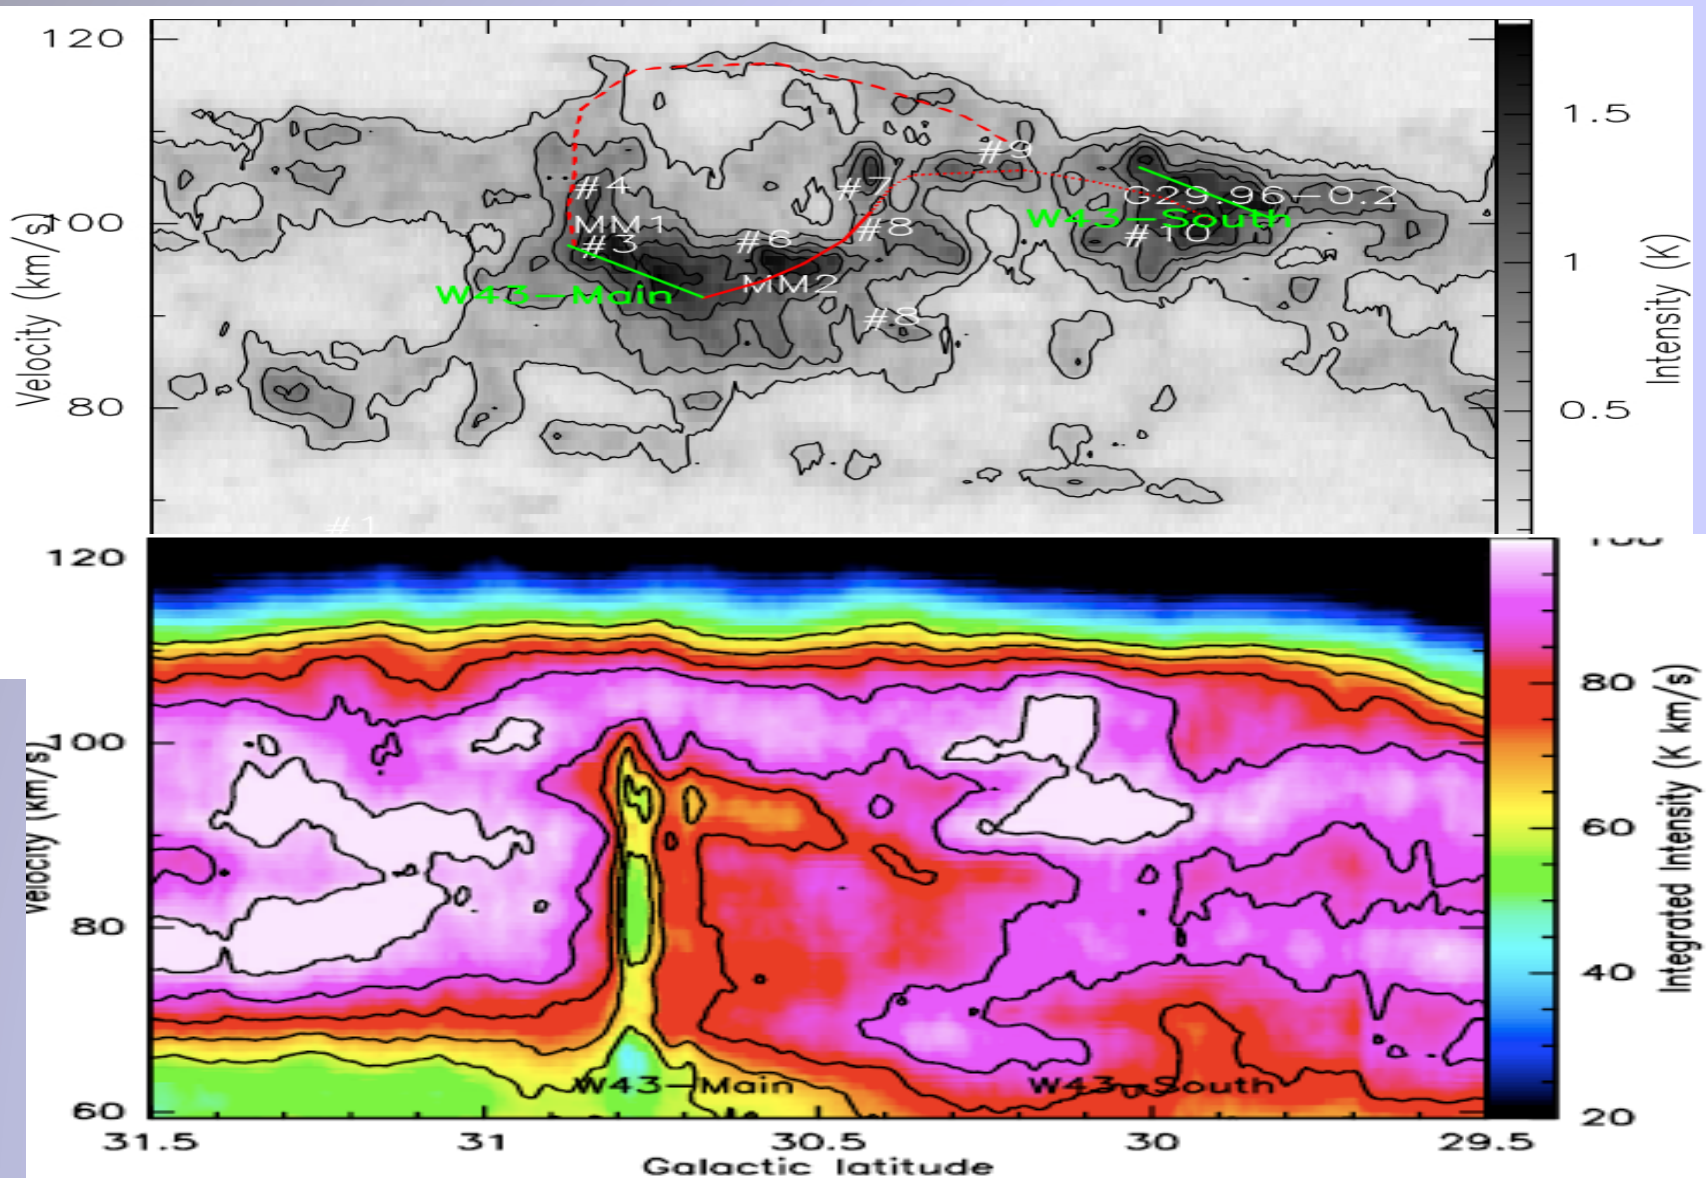 120
100
80
Velocity (km/s)
#4
MM1
#3
W43-Main
#6
MM2
#7
#8
#8
#9
G29.96-0.2
W43-South
#10
#1
1.5
1
0.5
Intensity (K)
120
100
80
60
Velocity (km/s)
W43-Main
W43-South
31.5 31 30.5 30 29.5
Galactic latitude
80
60
40
20
Integrated Intensity (K km/s)